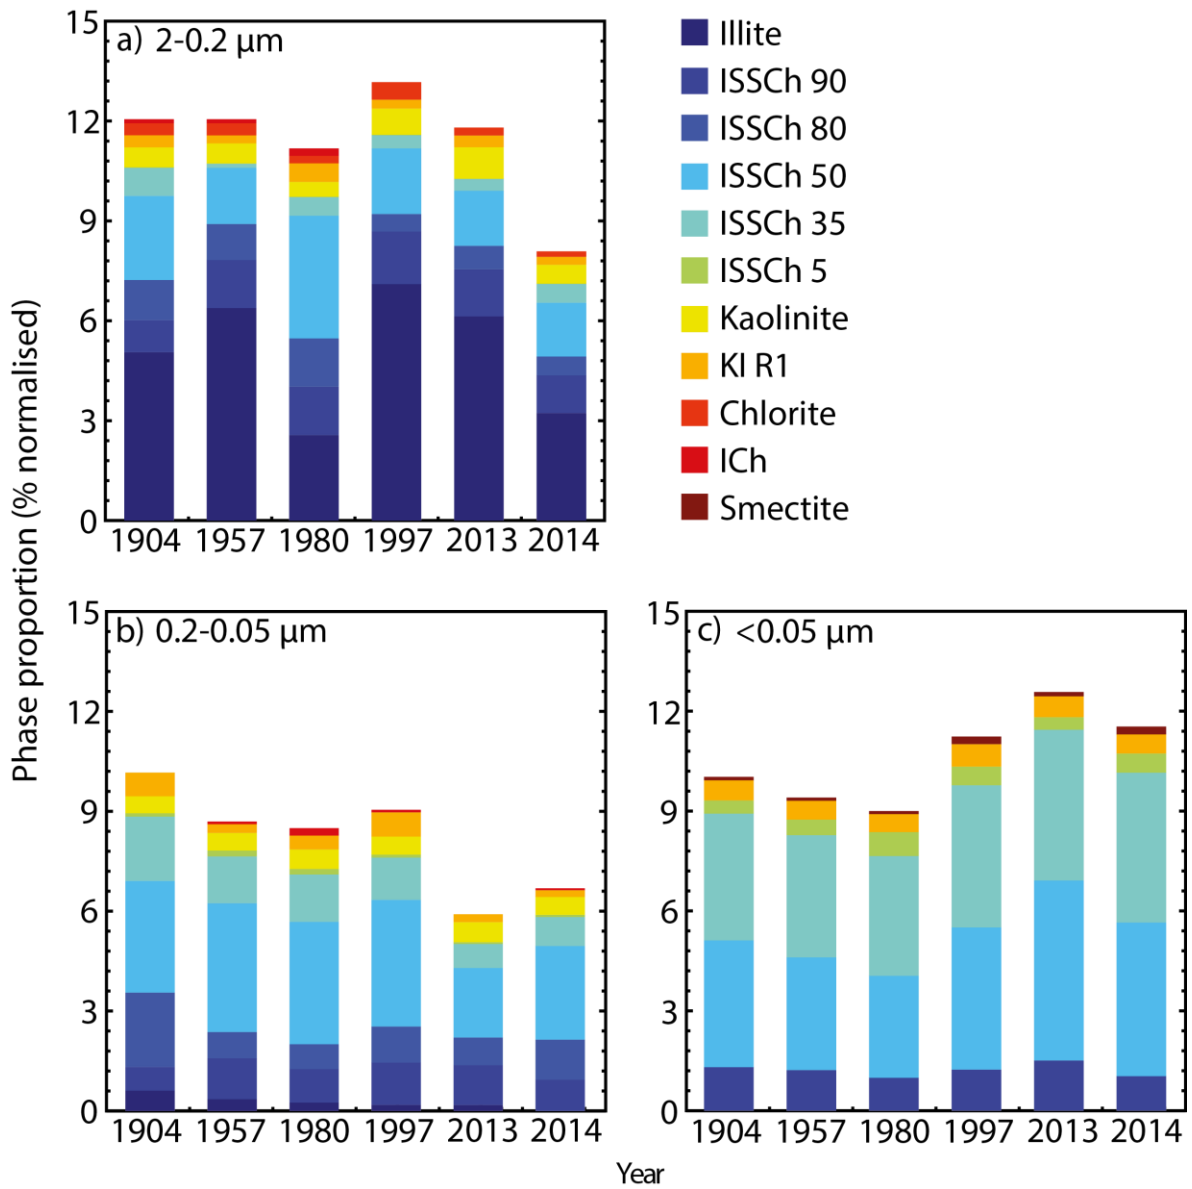 Phase proportion (% normalised)
a) 2-0.2 µm
15
12
9
6
3
0
1904 1957 1980 1997 2013 2014
Illite
ISSCh 90
ISSCh 80
ISSCh 50
ISSCh 35
ISSCh 5
Kaolinite
KI R1
Chlorite
ICh
Smectite
b) 0.2-0.05 µm
15
12
9
6
3
0
1904 1957 1980 1997 2013 2014
c) <0.05 µm
15
12
9
6
3
0
1904 1957 1980 1997 2013 2014
Year